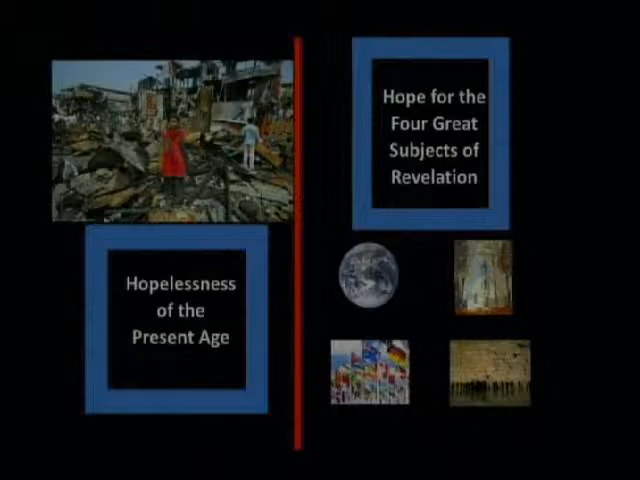 Hopelessness
of the
Present Age
Hope for the
Four Great
Subjects of
Revelation